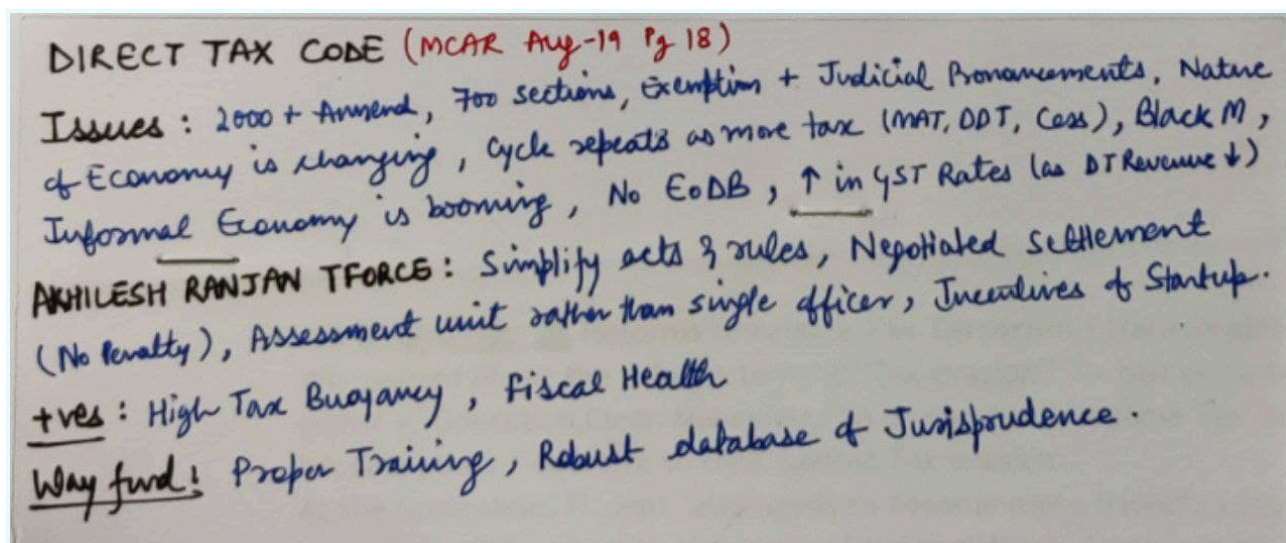 DIRECT TAX CODE (MCAR Aug-19 Pg 18)
Issues : 2000 + Ammend, 700 sections, Exemption + Judicial Pronouncements, Nature
of Economy is changing, Cycle repeats as more tax (MAT, DDT, Cess), Black M,
Informal Economy is booming, No EoDB, ↑ in GST Rates (as DT Revenue ↓)
AKHILESH RANJAN TFORCE : Simplify acts & rules, Negotiated Settlement
(No Penalty), Assessment unit rather than single officer, Incentives of Startup.
+ves : High Tax Buoyancy, Fiscal Health
Way fwd : Proper Training, Robust database of Jurisprudence.